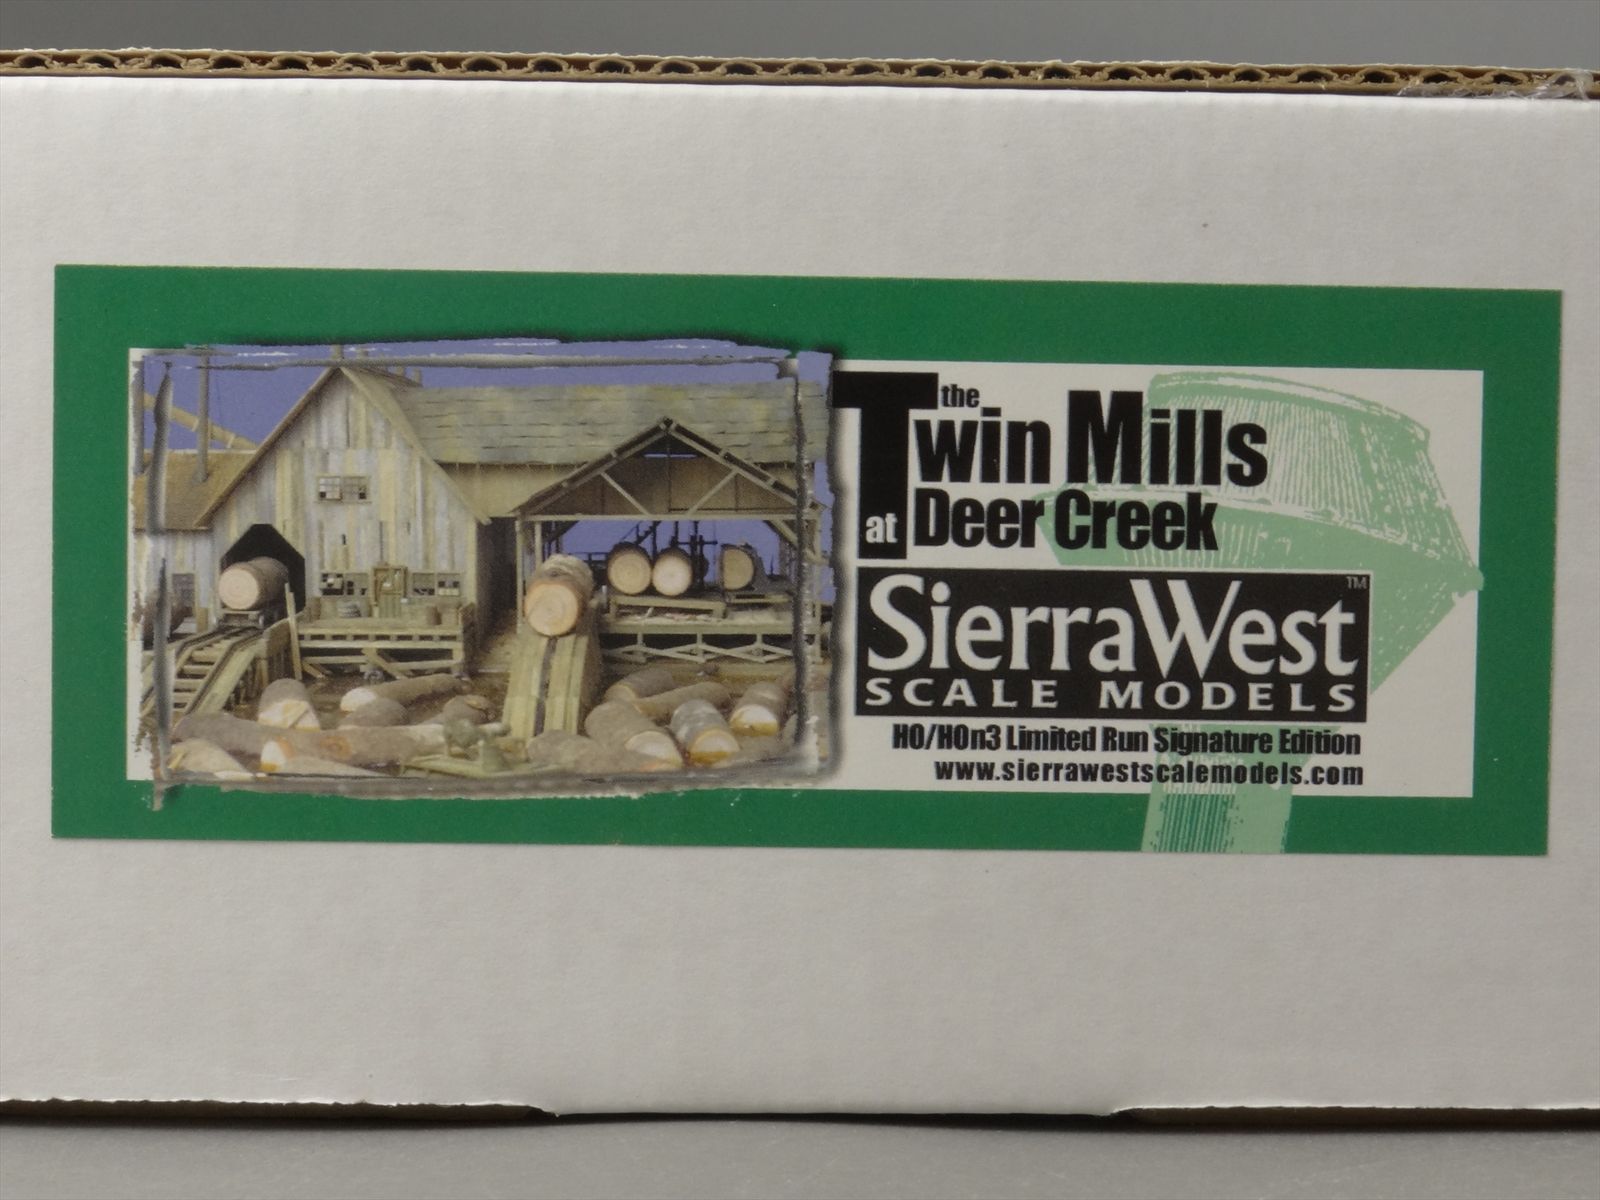 the
Twin Mills
at Deer Creek
SierraWest™
SCALE MODELS
HO/HOn3 Limited Run Signature Edition
www.sierrawestscalemodels.com